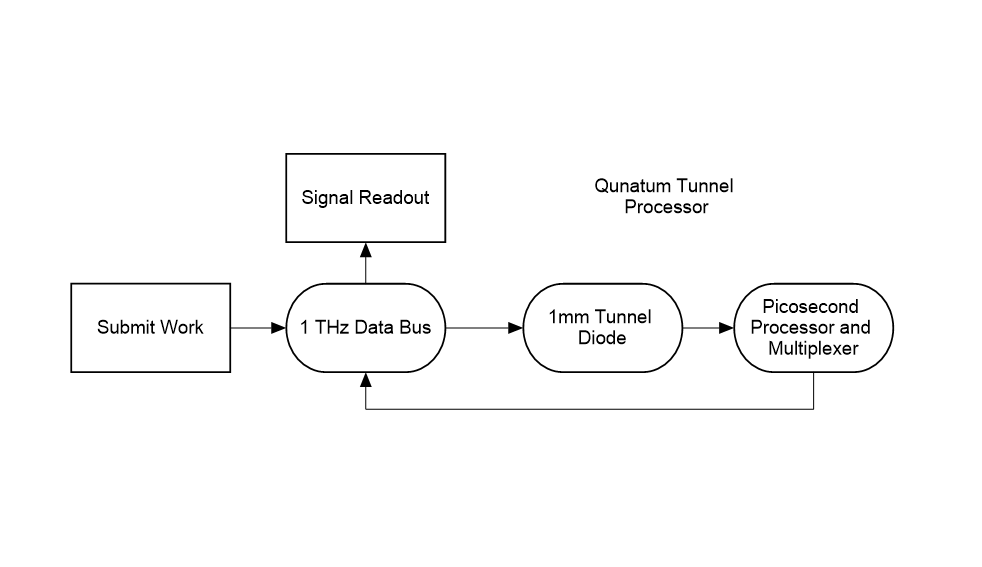 Signal Readout
Qunatum Tunnel
Processor
Submit Work
1 THz Data Bus
1mm Tunnel
Diode
Picosecond
Processor and
Multiplexer